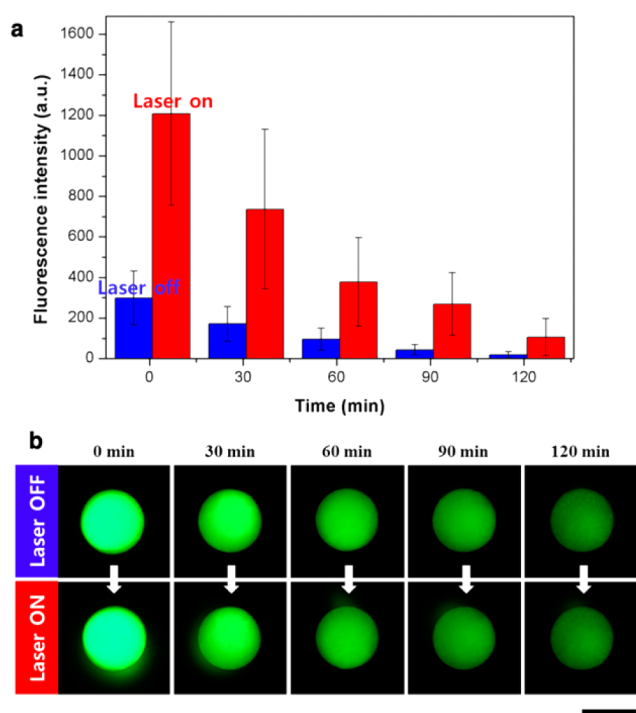 a
1600
1400
1200
1000
800
600
400
200
0
Fluorescence intensity (a.u.)
Laser on
Laser off
0 30 60 90 120
Time (min)
b
0 min 30 min 60 min 90 min 120 min
Laser OFF
Laser ON